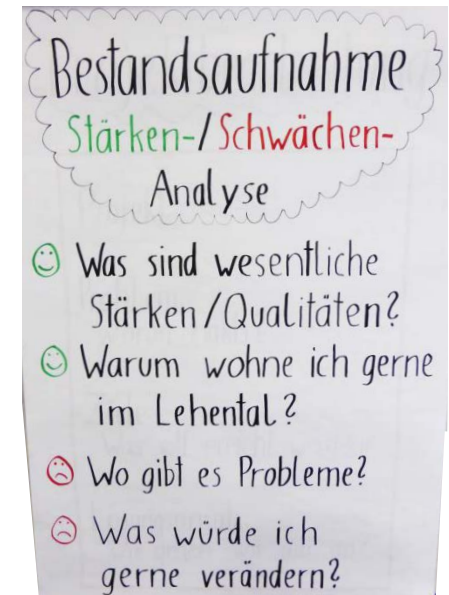 Bestandsaufnahme
Stärken-/Schwächen-
Analyse
Was sind wesentliche
Stärken/Qualitäten?
Warum wohne ich gerne
im Lehental?
Wo gibt es Probleme?
Was würde ich
gerne verändern?